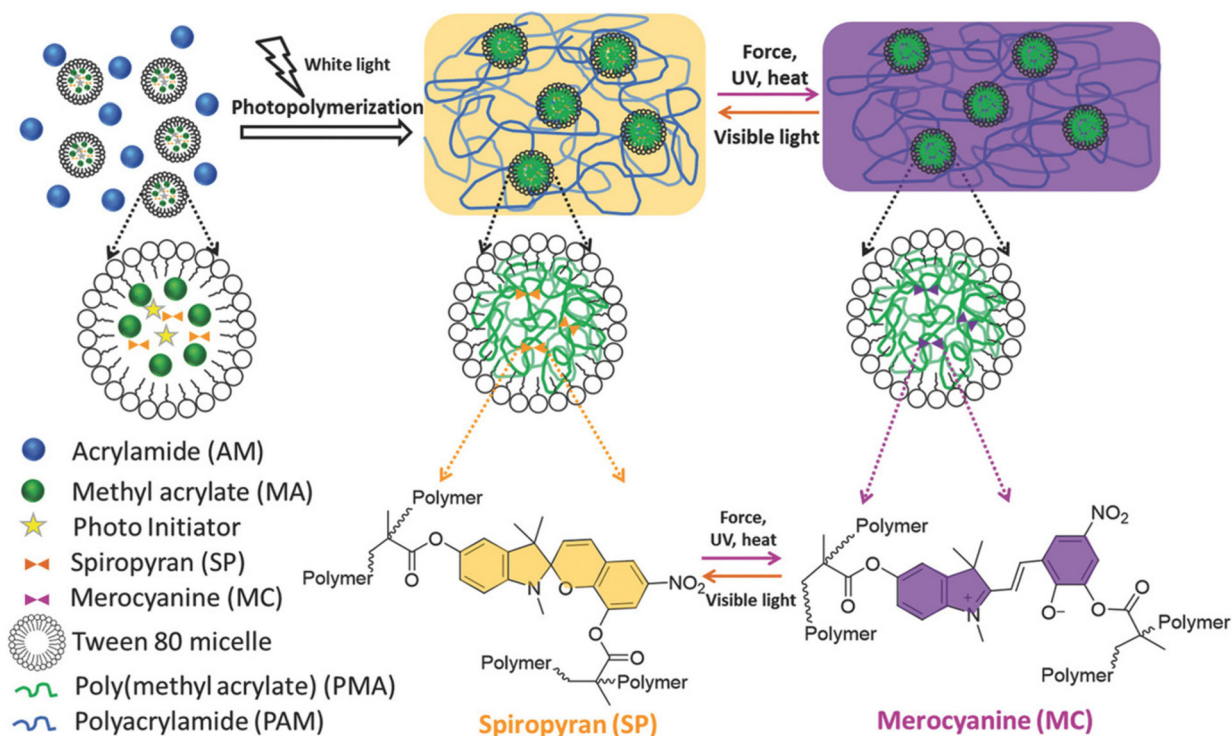 White light
Photopolymerization
Force,
UV, heat
Visible light
Acrylamide (AM)
Methyl acrylate (MA)
Photo Initiator
Spiropyran (SP)
Merocyanine (MC)
Tween 80 micelle
Poly(methyl acrylate) (PMA)
Polyacrylamide (PAM)
Polymer
Polymer
O
O
N
O
NO₂
O
O
Polymer
Polymer
Spiropyran (SP)
Force,
UV, heat
Visible light
Polymer
Polymer
O
O
N
+
O−
NO₂
O
O
Polymer
Polymer
Merocyanine (MC)